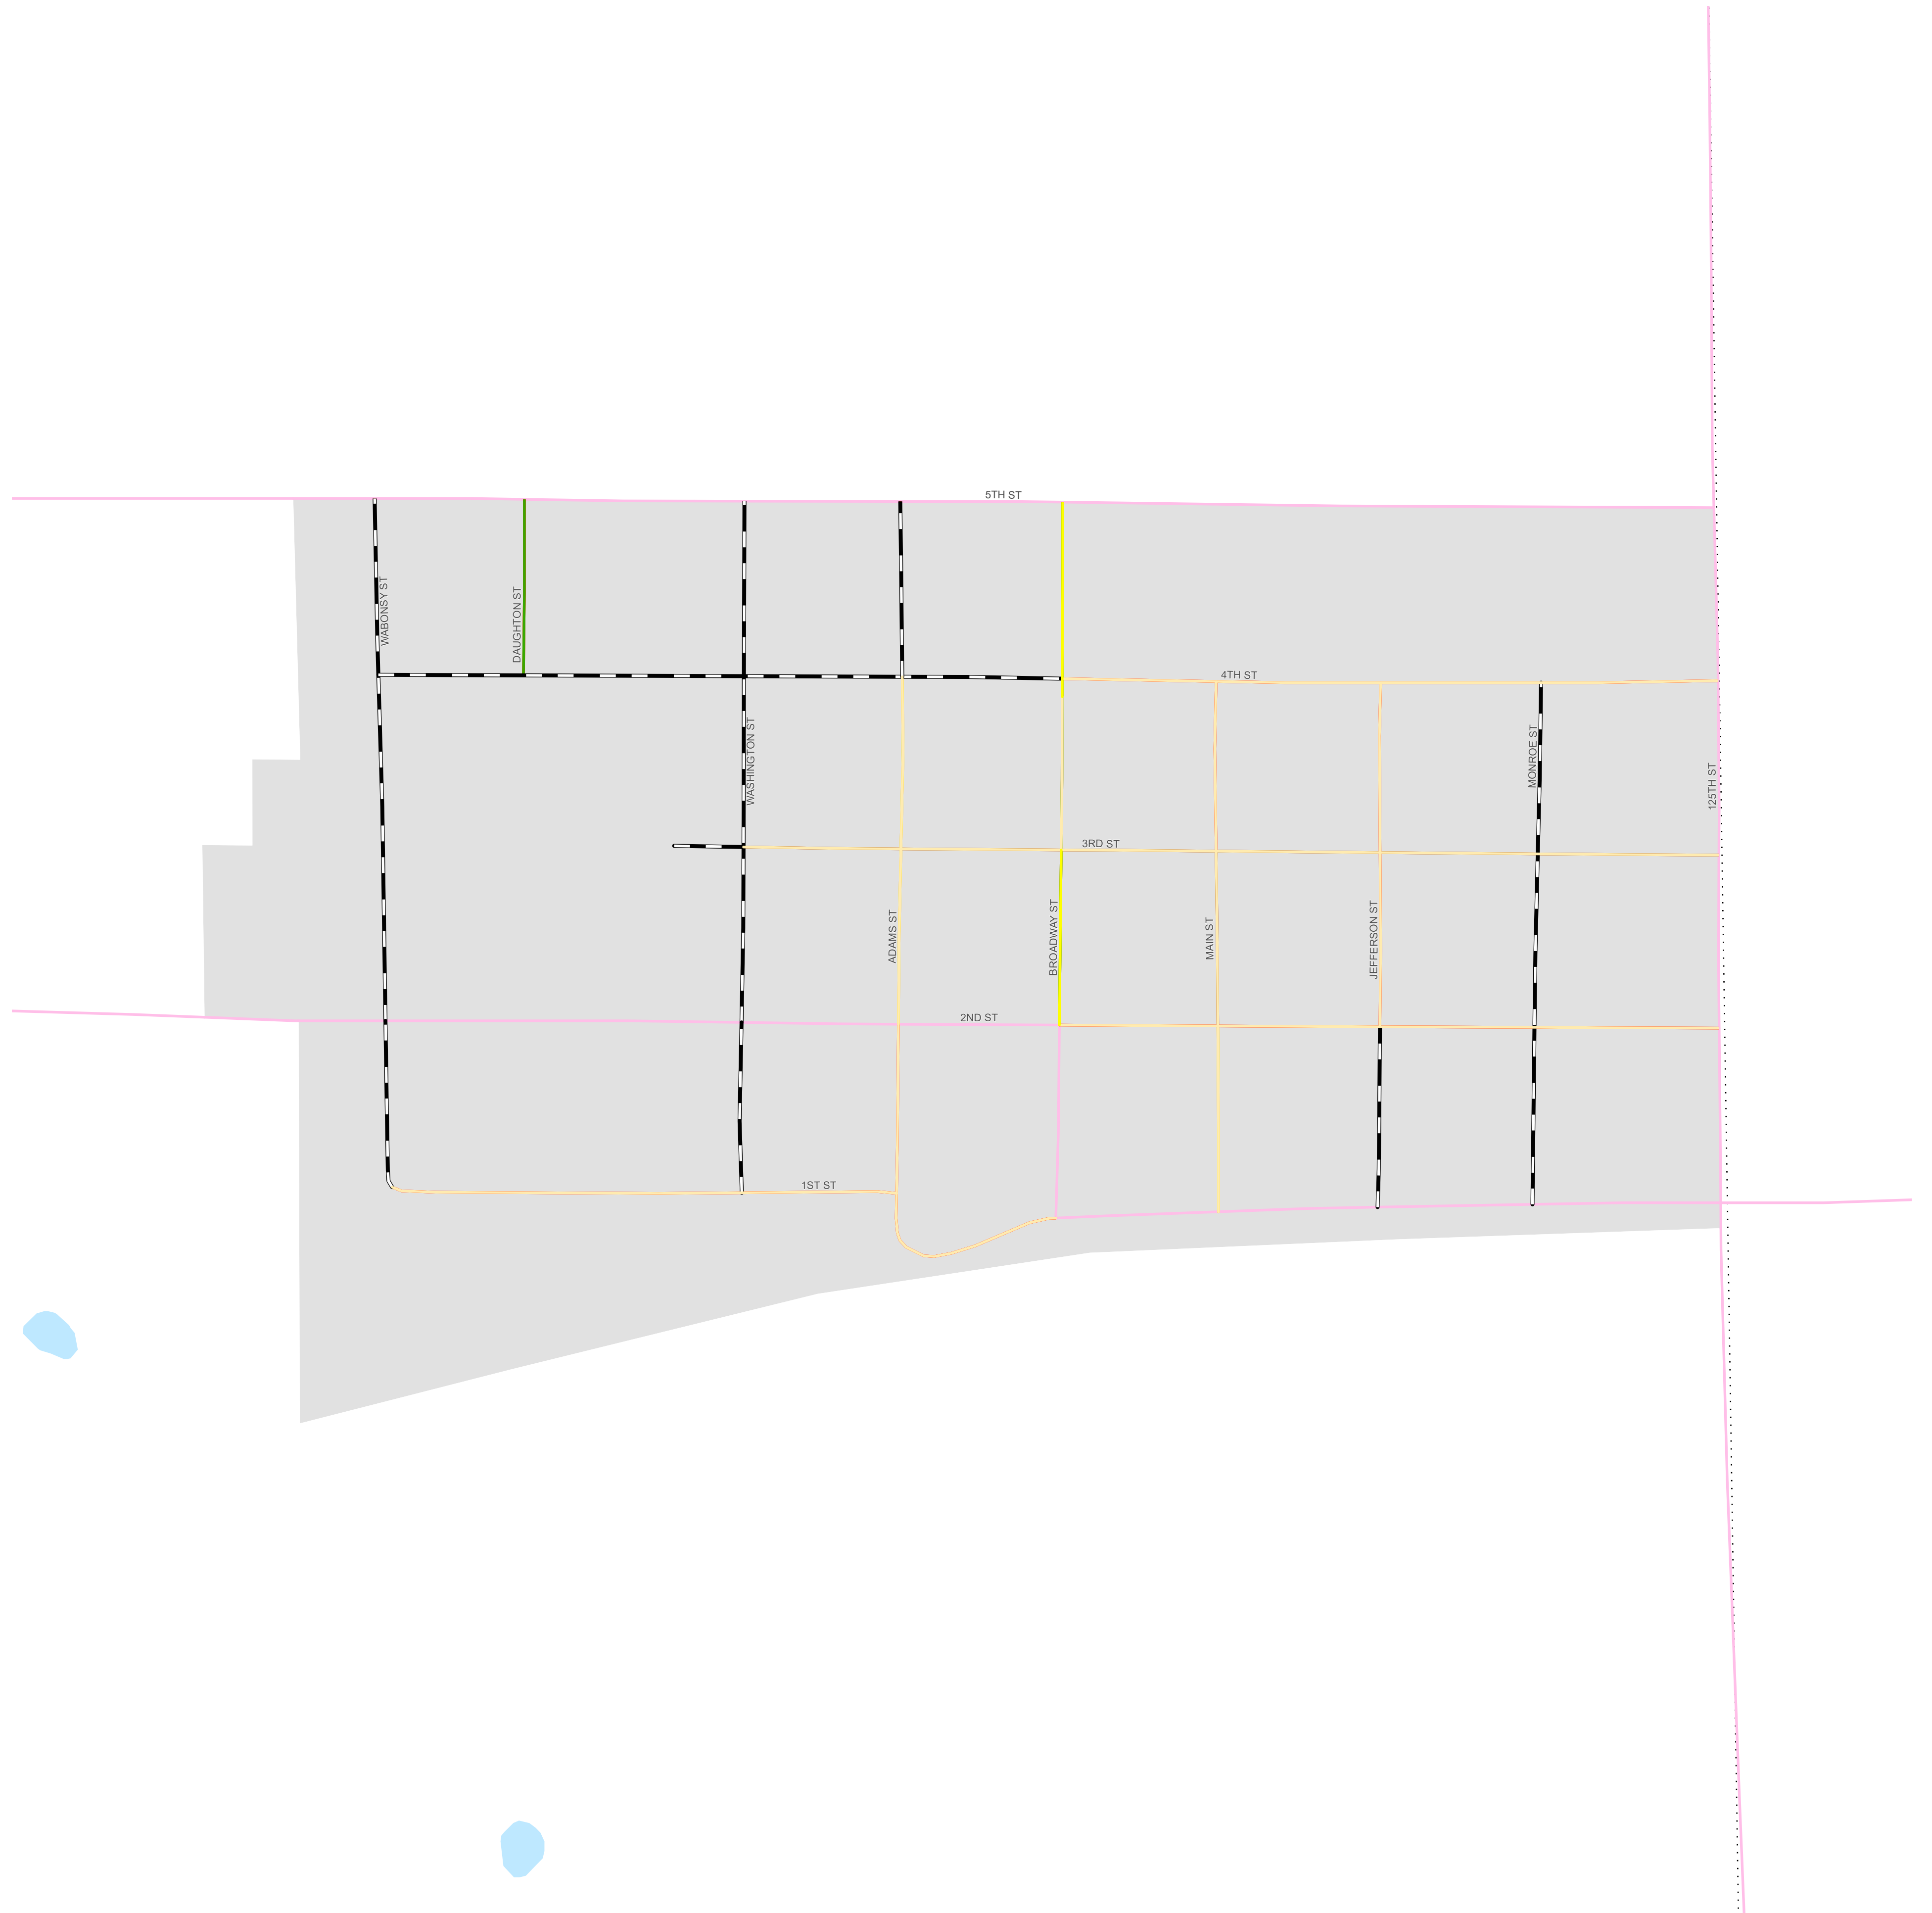 5TH ST
WABONSY ST
DAUGHTON ST
4TH ST
WASHINGTON ST
MONROE ST
125TH ST
3RD ST
ADAMS ST
BROADWAY ST
MAIN ST
JEFFERSON ST
2ND ST
1ST ST